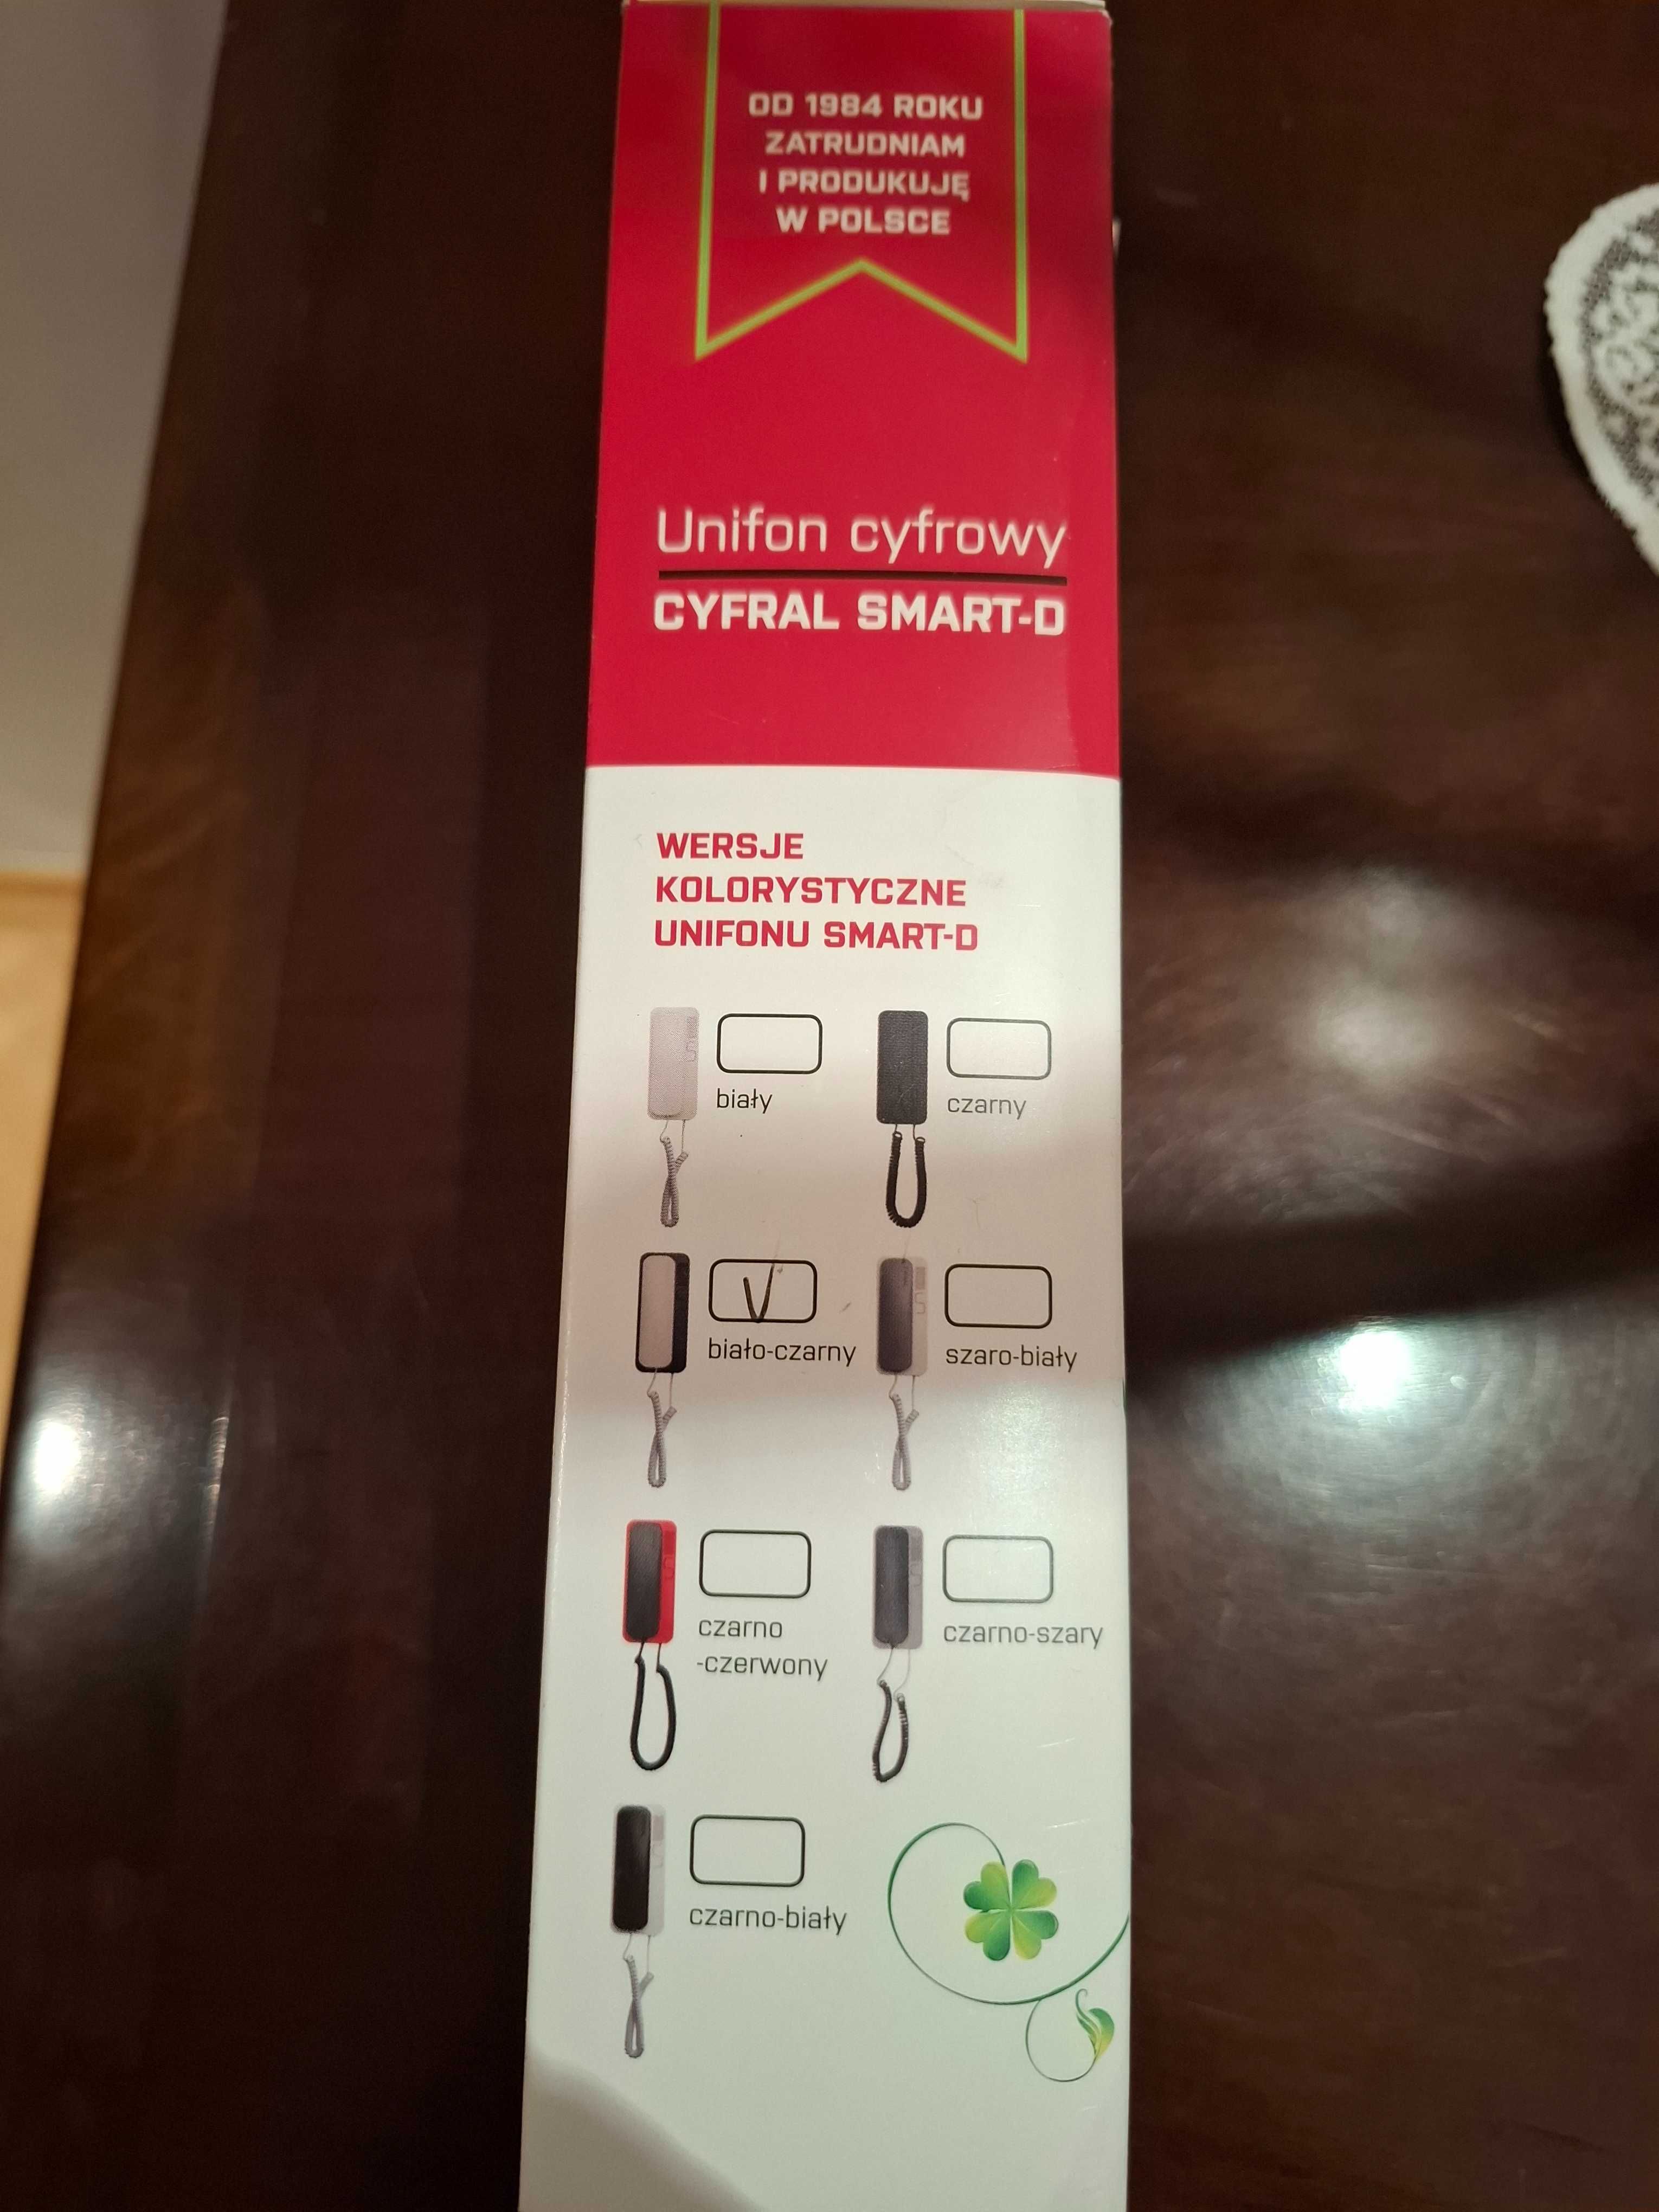 OD 1984 ROKU
ZATRUDNIAM
I PRODUKUJĘ
W POLSCE
Unifon cyfrowy
CYFRAL SMART-D
WERSJE
KOLORYSTYCZNE
UNIFONU SMART-D
biały
czarny
V
biało-czarny
szaro-biały
czarno
-czerwony
czarno-szary
czarno-biały